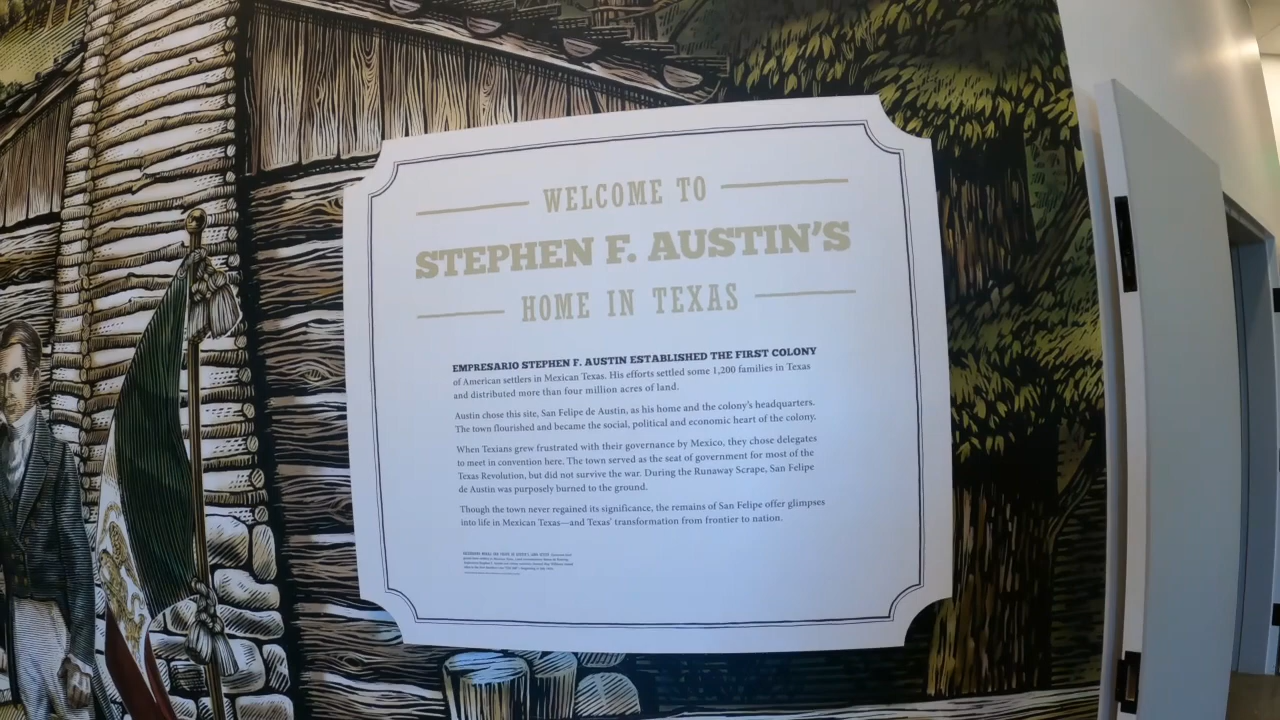 WELCOME TO
STEPHEN F. AUSTIN'S
HOME IN TEXAS
EMPRESARIO STEPHEN F. AUSTIN ESTABLISHED THE FIRST COLONY
of American settlers in Mexican Texas. His efforts settled some 1,200 families in Texas
and distributed more than four million acres of land.
Austin chose this site, San Felipe de Austin, as his home and the colony's headquarters.
The town flourished and became the social, political and economic heart of the colony.
When Texians grew frustrated with their governance by Mexico, they chose delegates
to meet in convention here. The town served as the seat of government for most of the
Texas Revolution, but did not survive the war. During the Runaway Scrape, San Felipe
de Austin was purposely burned to the ground.
Though the town never regained its significance, the remains of San Felipe offer glimpses
into life in Mexican Texas—and Texas' transformation from frontier to nation.